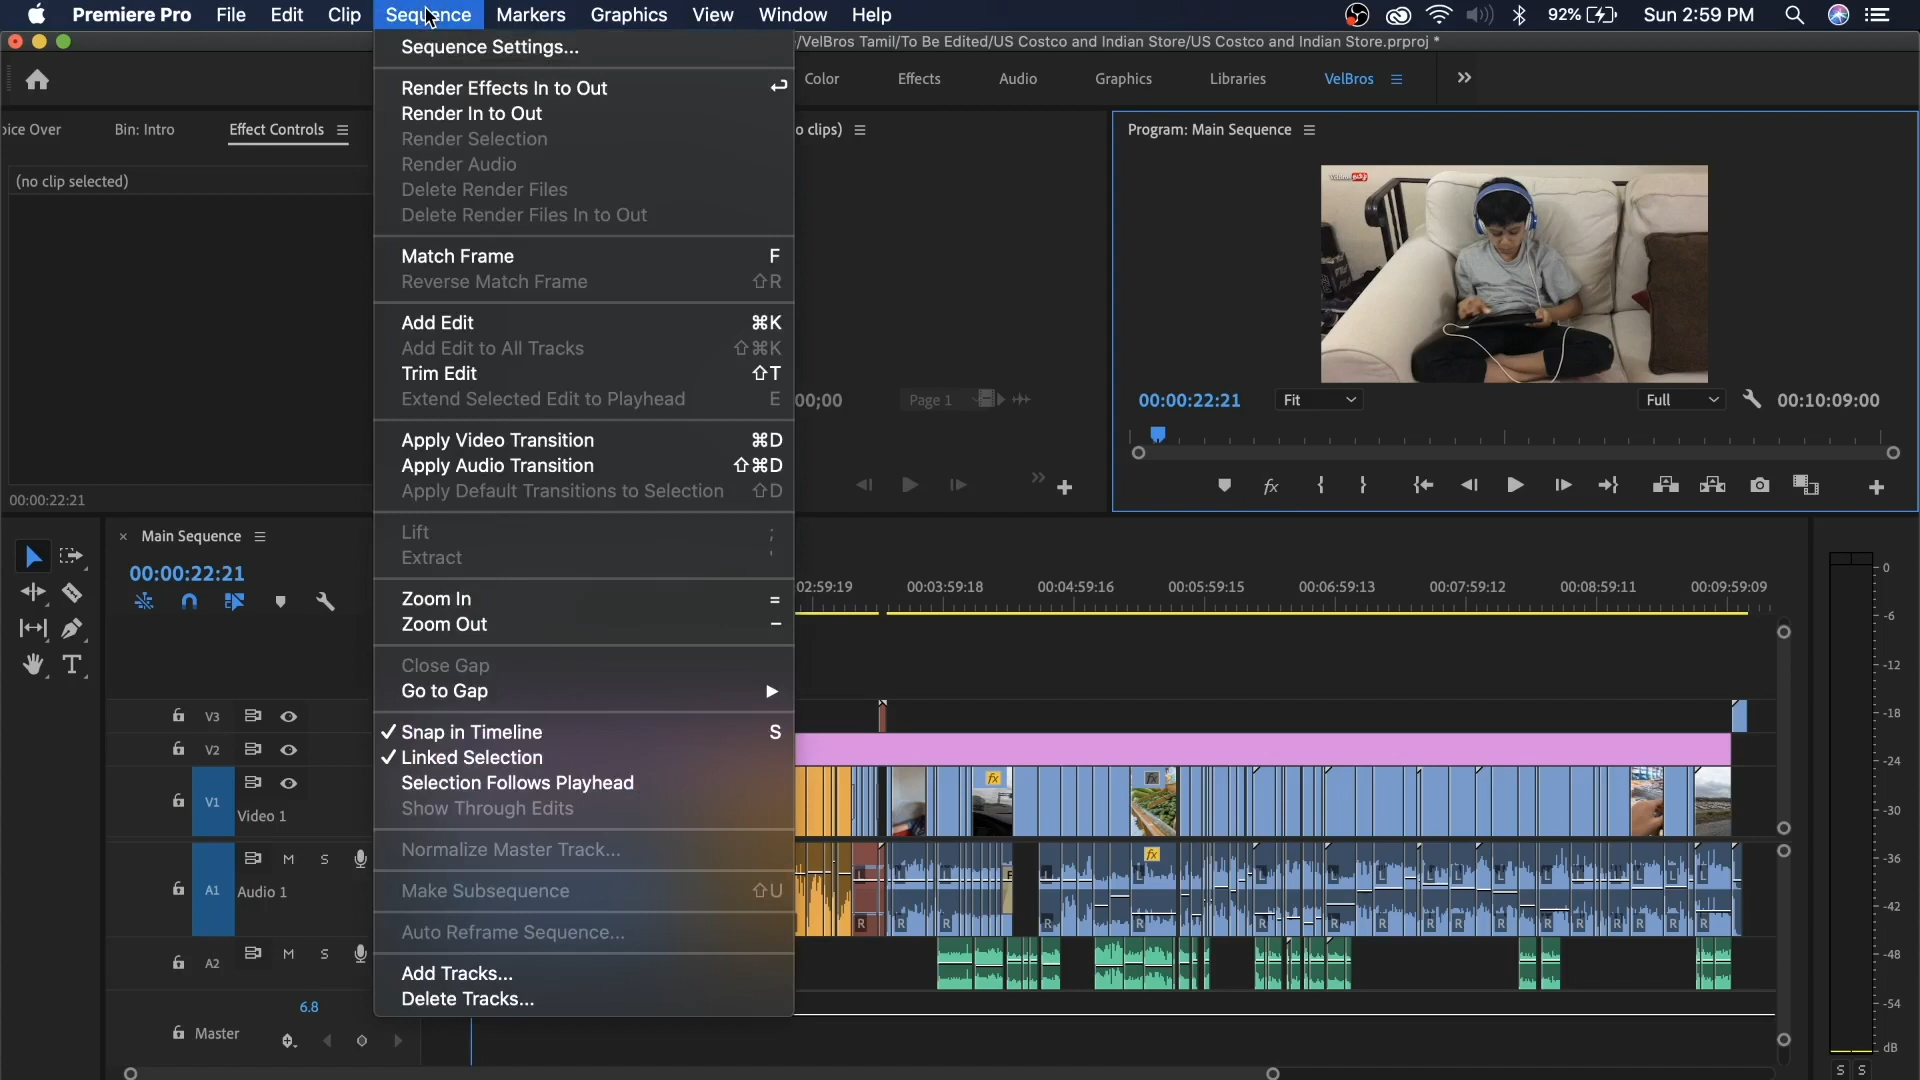 Premiere Pro File Edit Clip Sequence Markers Graphics View Window Help 92% Sun 2:59 PM
/VelBros Tamil/To Be Edited/US Costco and Indian Store/US Costco and Indian Store.prproj *
Color Effects Audio Graphics Libraries VelBros
oice Over Bin: Intro Effect Controls
o clips)
Program: Main Sequence
(no clip selected)
00:00:22:21
Sequence Settings...
Render Effects In to Out
Render In to Out
Render Selection
Render Audio
Delete Render Files
Delete Render Files In to Out
Match Frame F
Reverse Match Frame ⇧R
Add Edit ⌘K
Add Edit to All Tracks ⇧⌘K
Trim Edit ⇧T
Extend Selected Edit to Playhead E
Apply Video Transition ⌘D
Apply Audio Transition ⇧⌘D
Apply Default Transitions to Selection ⇧D
Lift ;
Extract '
Zoom In =
Zoom Out -
Close Gap
Go to Gap
✓ Snap in Timeline S
✓ Linked Selection
Selection Follows Playhead
Show Through Edits
Normalize Master Track...
Make Subsequence ⇧U
Auto Reframe Sequence...
Add Tracks...
Delete Tracks...
00;00 Page 1
00:00:22:21 Fit Full 00:10:09:00
fx
× Main Sequence
00:00:22:21
02:59:19 00:03:59:18 00:04:59:16 00:05:59:15 00:06:59:13 00:07:59:12 00:08:59:11 00:09:59:09
V3
V2
V1 Video 1
A1 M S
Audio 1
A2 M S
6.8
Master
fx fx
fx
L L L L L L L L L L L L L L L L
R R R R R R R R R R R R R R R R
0
-6
-12
-18
-24
-30
-36
-42
-48
-54
dB
S S